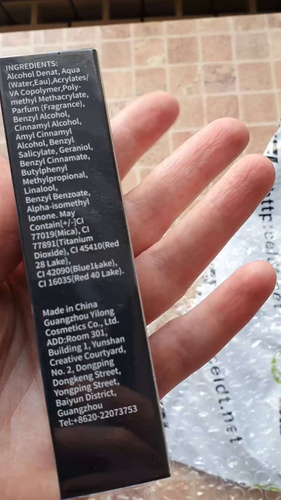 INGREDIENTS:
Alcohol Denat, Aqua
(Water,Eau),Acrylates/
VA Copolymer,Poly-
methyl Methacrylate,
Parfum (Fragrance),
Benzyl Alcohol,
Cinnamyl Alcohol,
Amyl Cinnamyl
Alcohol, Benzyl
Salicylate, Geraniol,
Benzyl Cinnamate,
Butylphenyl
Methylpropional,
Linalool,
Benzyl Benzoate,
Alpha-isomethyl
Ionone. May
Contain[+/-]CI
77019(Mica), CI
77891(Titanium
Dioxide), CI 45410(Red
28 Lake),
CI 42090(Blue1Lake),
CI 16035(Red 40 Lake).
Made in China
Guangzhou Yilong
Cosmetics Co., Ltd.
ADD:Room 301,
Building 1, Yunshan
Creative Courtyard,
No. 2, Dongping
Dongkeng Street,
Yongping Street,
Baiyun District,
Guangzhou
Tel:+8620-22073753
http: